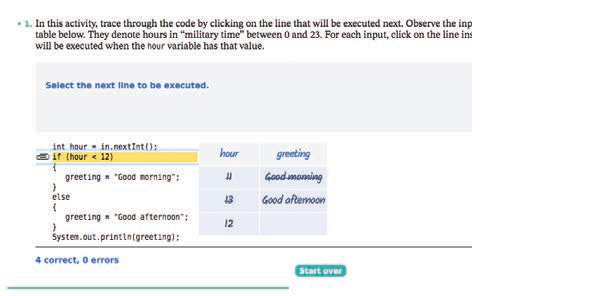 1. In this activity, trace through the code by clicking on the line that will be executed next. Observe the inp
table below. They denote hours in “military time” between 0 and 23. For each input, click on the line ins
will be executed when the hour variable has that value.
Select the next line to be executed.
int hour = in.nextInt();
if (hour < 12)
{
greeting = "Good morning";
}
else
{
greeting = "Good afternoon";
}
System.out.println(greeting);
hour greeting
11 Good morning
13 Good afternoon
12
4 correct, 0 errors
Start over